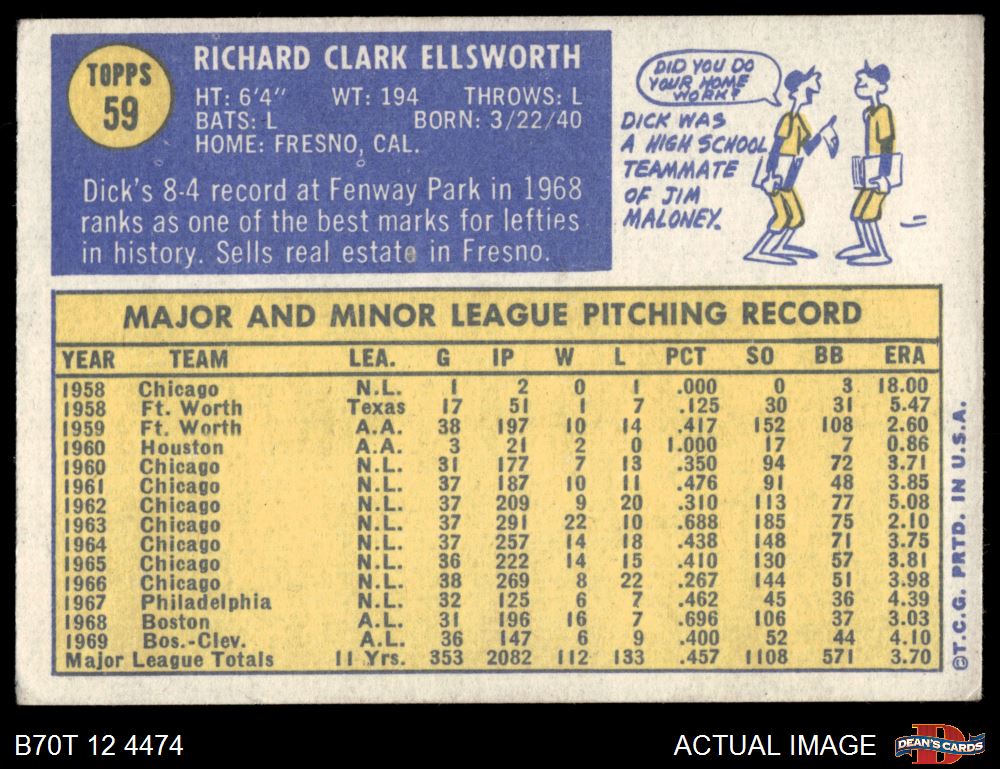 TOPPS
59
RICHARD CLARK ELLSWORTH
HT: 6'4" WT: 194 THROWS: L
BATS: L BORN: 3/22/40
HOME: FRESNO, CAL.
Dick's 8-4 record at Fenway Park in 1968
ranks as one of the best marks for lefties
in history. Sells real estate in Fresno.
DID YOU DO
YOUR HOME
WORK?
DICK WAS
A HIGH SCHOOL
TEAMMATE
OF JIM
MALONEY.
MAJOR AND MINOR LEAGUE PITCHING RECORD
YEAR TEAM LEA. G IP W L PCT SO BB ERA
1958 Chicago N.L. 1 2 0 1 .000 0 3 18.00
1958 Ft. Worth Texas 17 51 1 7 .125 30 31 5.47
1959 Ft. Worth A.A. 38 197 10 14 .417 152 108 2.60
1960 Houston A.A. 3 21 2 0 1.000 17 7 0.86
1960 Chicago N.L. 31 177 7 13 .350 94 72 3.71
1961 Chicago N.L. 37 187 10 11 .476 91 48 3.85
1962 Chicago N.L. 37 209 9 20 .310 113 77 5.08
1963 Chicago N.L. 37 291 22 10 .688 185 75 2.10
1964 Chicago N.L. 37 257 14 18 .438 148 71 3.75
1965 Chicago N.L. 36 222 14 15 .410 130 57 3.81
1966 Chicago N.L. 38 269 8 22 .267 144 51 3.98
1967 Philadelphia N.L. 32 125 6 7 .462 45 36 4.39
1968 Boston A.L. 31 196 16 7 .696 106 37 3.03
1969 Bos.-Clev. A.L. 36 147 6 9 .400 52 44 4.10
Major League Totals 11 Yrs. 353 2082 112 133 .457 1108 571 3.70
©T.C.G. PRTD. IN U.S.A.
B70T 12 4474
ACTUAL IMAGE
D
DEAN'S CARDS